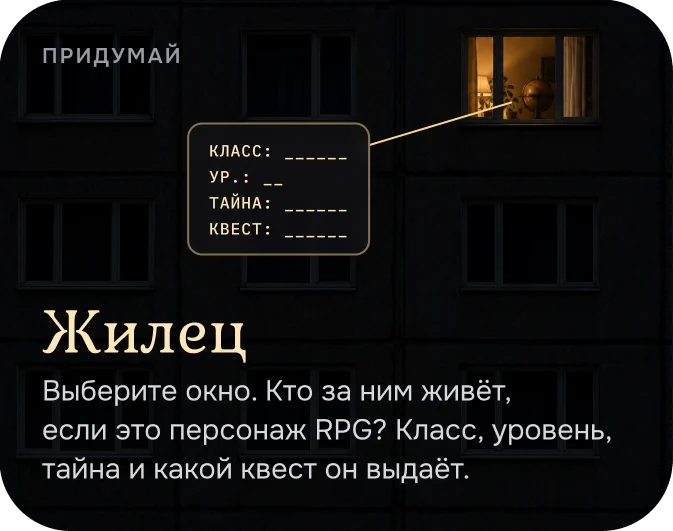 ПРИДУМАЙ
КЛАСС: ______
УР.: __
ТАЙНА: ______
КВЕСТ: ______
Жилец
Выберите окно. Кто за ним живёт,
если это персонаж RPG? Класс, уровень,
тайна и какой квест он выдаёт.